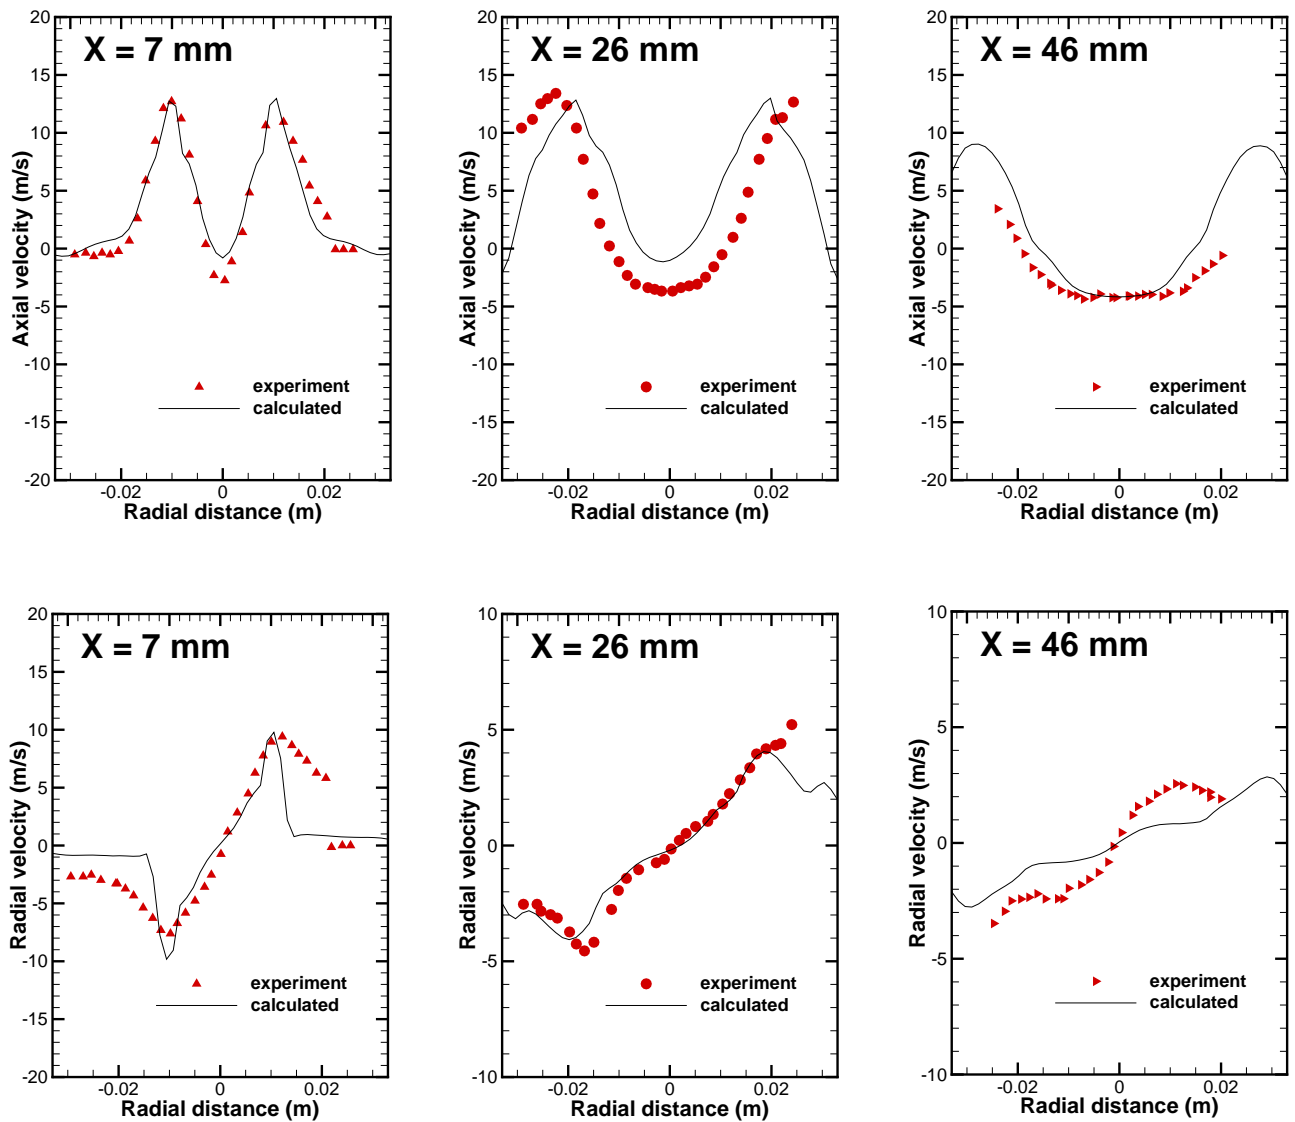 X = 7 mm
20
15
10
5
0
-5
-10
-15
-20
Axial velocity (m/s)
experiment
calculated
-0.02 0 0.02
Radial distance (m)
X = 26 mm
20
15
10
5
0
-5
-10
-15
-20
Axial velocity (m/s)
experiment
calculated
-0.02 0 0.02
Radial distance (m)
X = 46 mm
20
15
10
5
0
-5
-10
-15
-20
Axial velocity (m/s)
experiment
calculated
-0.02 0 0.02
Radial distance (m)
X = 7 mm
20
15
10
5
0
-5
-10
-15
-20
Radial velocity (m/s)
experiment
calculated
-0.02 0 0.02
Radial distance (m)
X = 26 mm
10
5
0
-5
-10
Radial velocity (m/s)
experiment
calculated
-0.02 0 0.02
Radial distance (m)
X = 46 mm
10
5
0
-5
-10
Radial velocity (m/s)
experiment
calculated
-0.02 0 0.02
Radial distance (m)